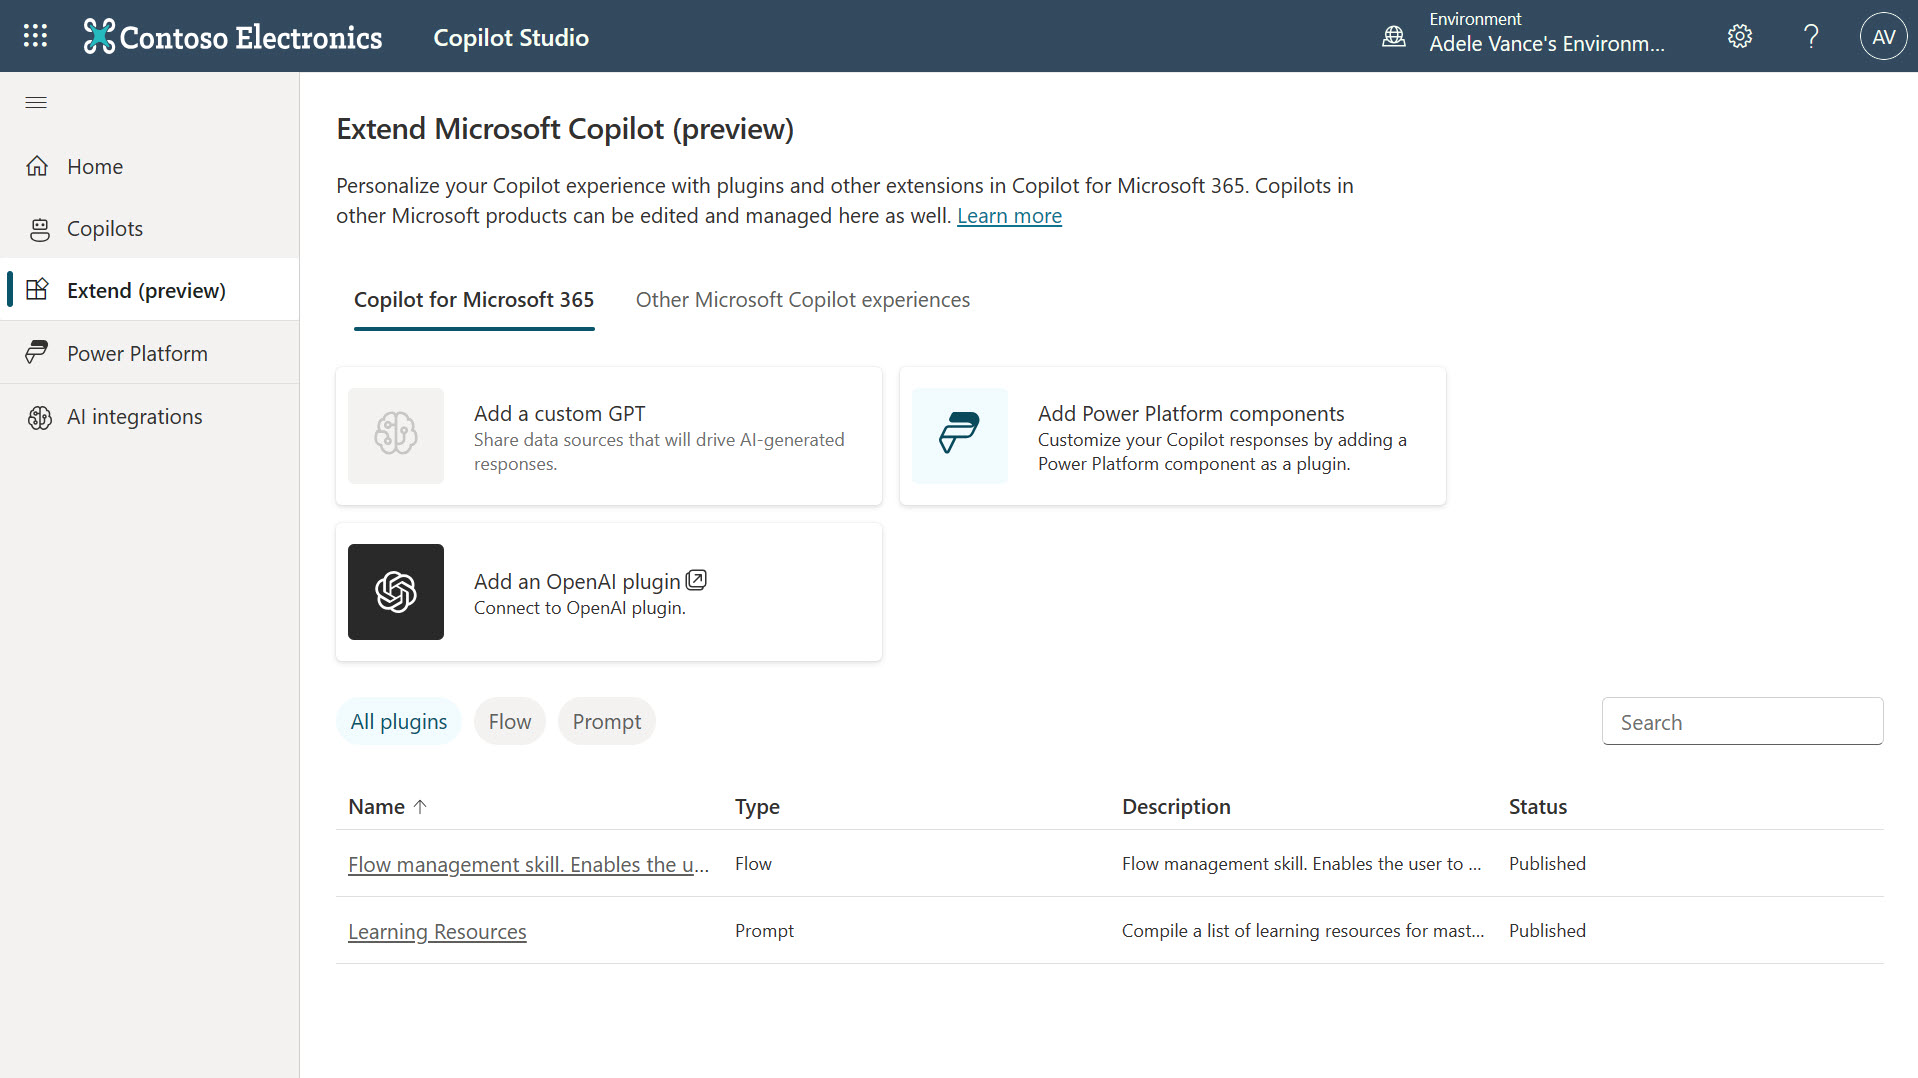 Contoso Electronics
Copilot Studio
Environment
Adele Vance's Environm...
?
AV
Home
Copilots
Extend (preview)
Power Platform
AI integrations
Extend Microsoft Copilot (preview)
Personalize your Copilot experience with plugins and other extensions in Copilot for Microsoft 365. Copilots in
other Microsoft products can be edited and managed here as well. Learn more
Copilot for Microsoft 365
Other Microsoft Copilot experiences
Add a custom GPT
Share data sources that will drive AI-generated
responses.
Add Power Platform components
Customize your Copilot responses by adding a
Power Platform component as a plugin.
Add an OpenAI plugin
Connect to OpenAI plugin.
All plugins
Flow
Prompt
Search
Name ↑ Type Description Status
Flow management skill. Enables the u... Flow Flow management skill. Enables the user to ... Published
Learning Resources Prompt Compile a list of learning resources for mast... Published